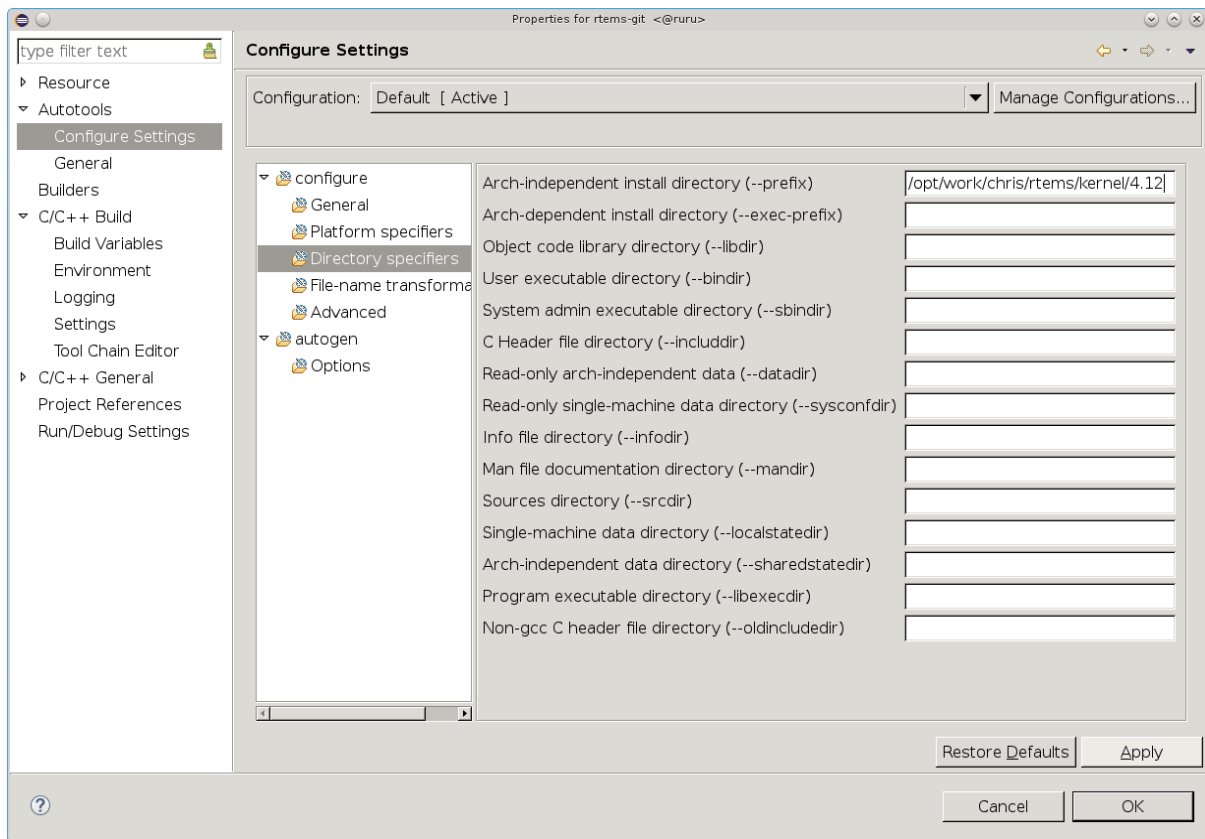 Properties for rtems-git <@ruru>
type filter text
Resource
Autotools
Configure Settings
General
Builders
C/C++ Build
Build Variables
Environment
Logging
Settings
Tool Chain Editor
C/C++ General
Project References
Run/Debug Settings
Configure Settings
Configuration: Default [ Active ] Manage Configurations...
configure
General
Platform specifiers
Directory specifiers
File-name transforma
Advanced
autogen
Options
Arch-independent install directory (--prefix) /opt/work/chris/rtems/kernel/4.12
Arch-dependent install directory (--exec-prefix)
Object code library directory (--libdir)
User executable directory (--bindir)
System admin executable directory (--sbindir)
C Header file directory (--includdir)
Read-only arch-independent data (--datadir)
Read-only single-machine data directory (--sysconfdir)
Info file directory (--infodir)
Man file documentation directory (--mandir)
Sources directory (--srcdir)
Single-machine data directory (--localstatedir)
Arch-independent data directory (--sharedstatedir)
Program executable directory (--libexecdir)
Non-gcc C header file directory (--oldincludedir)
Restore Defaults Apply
? Cancel OK